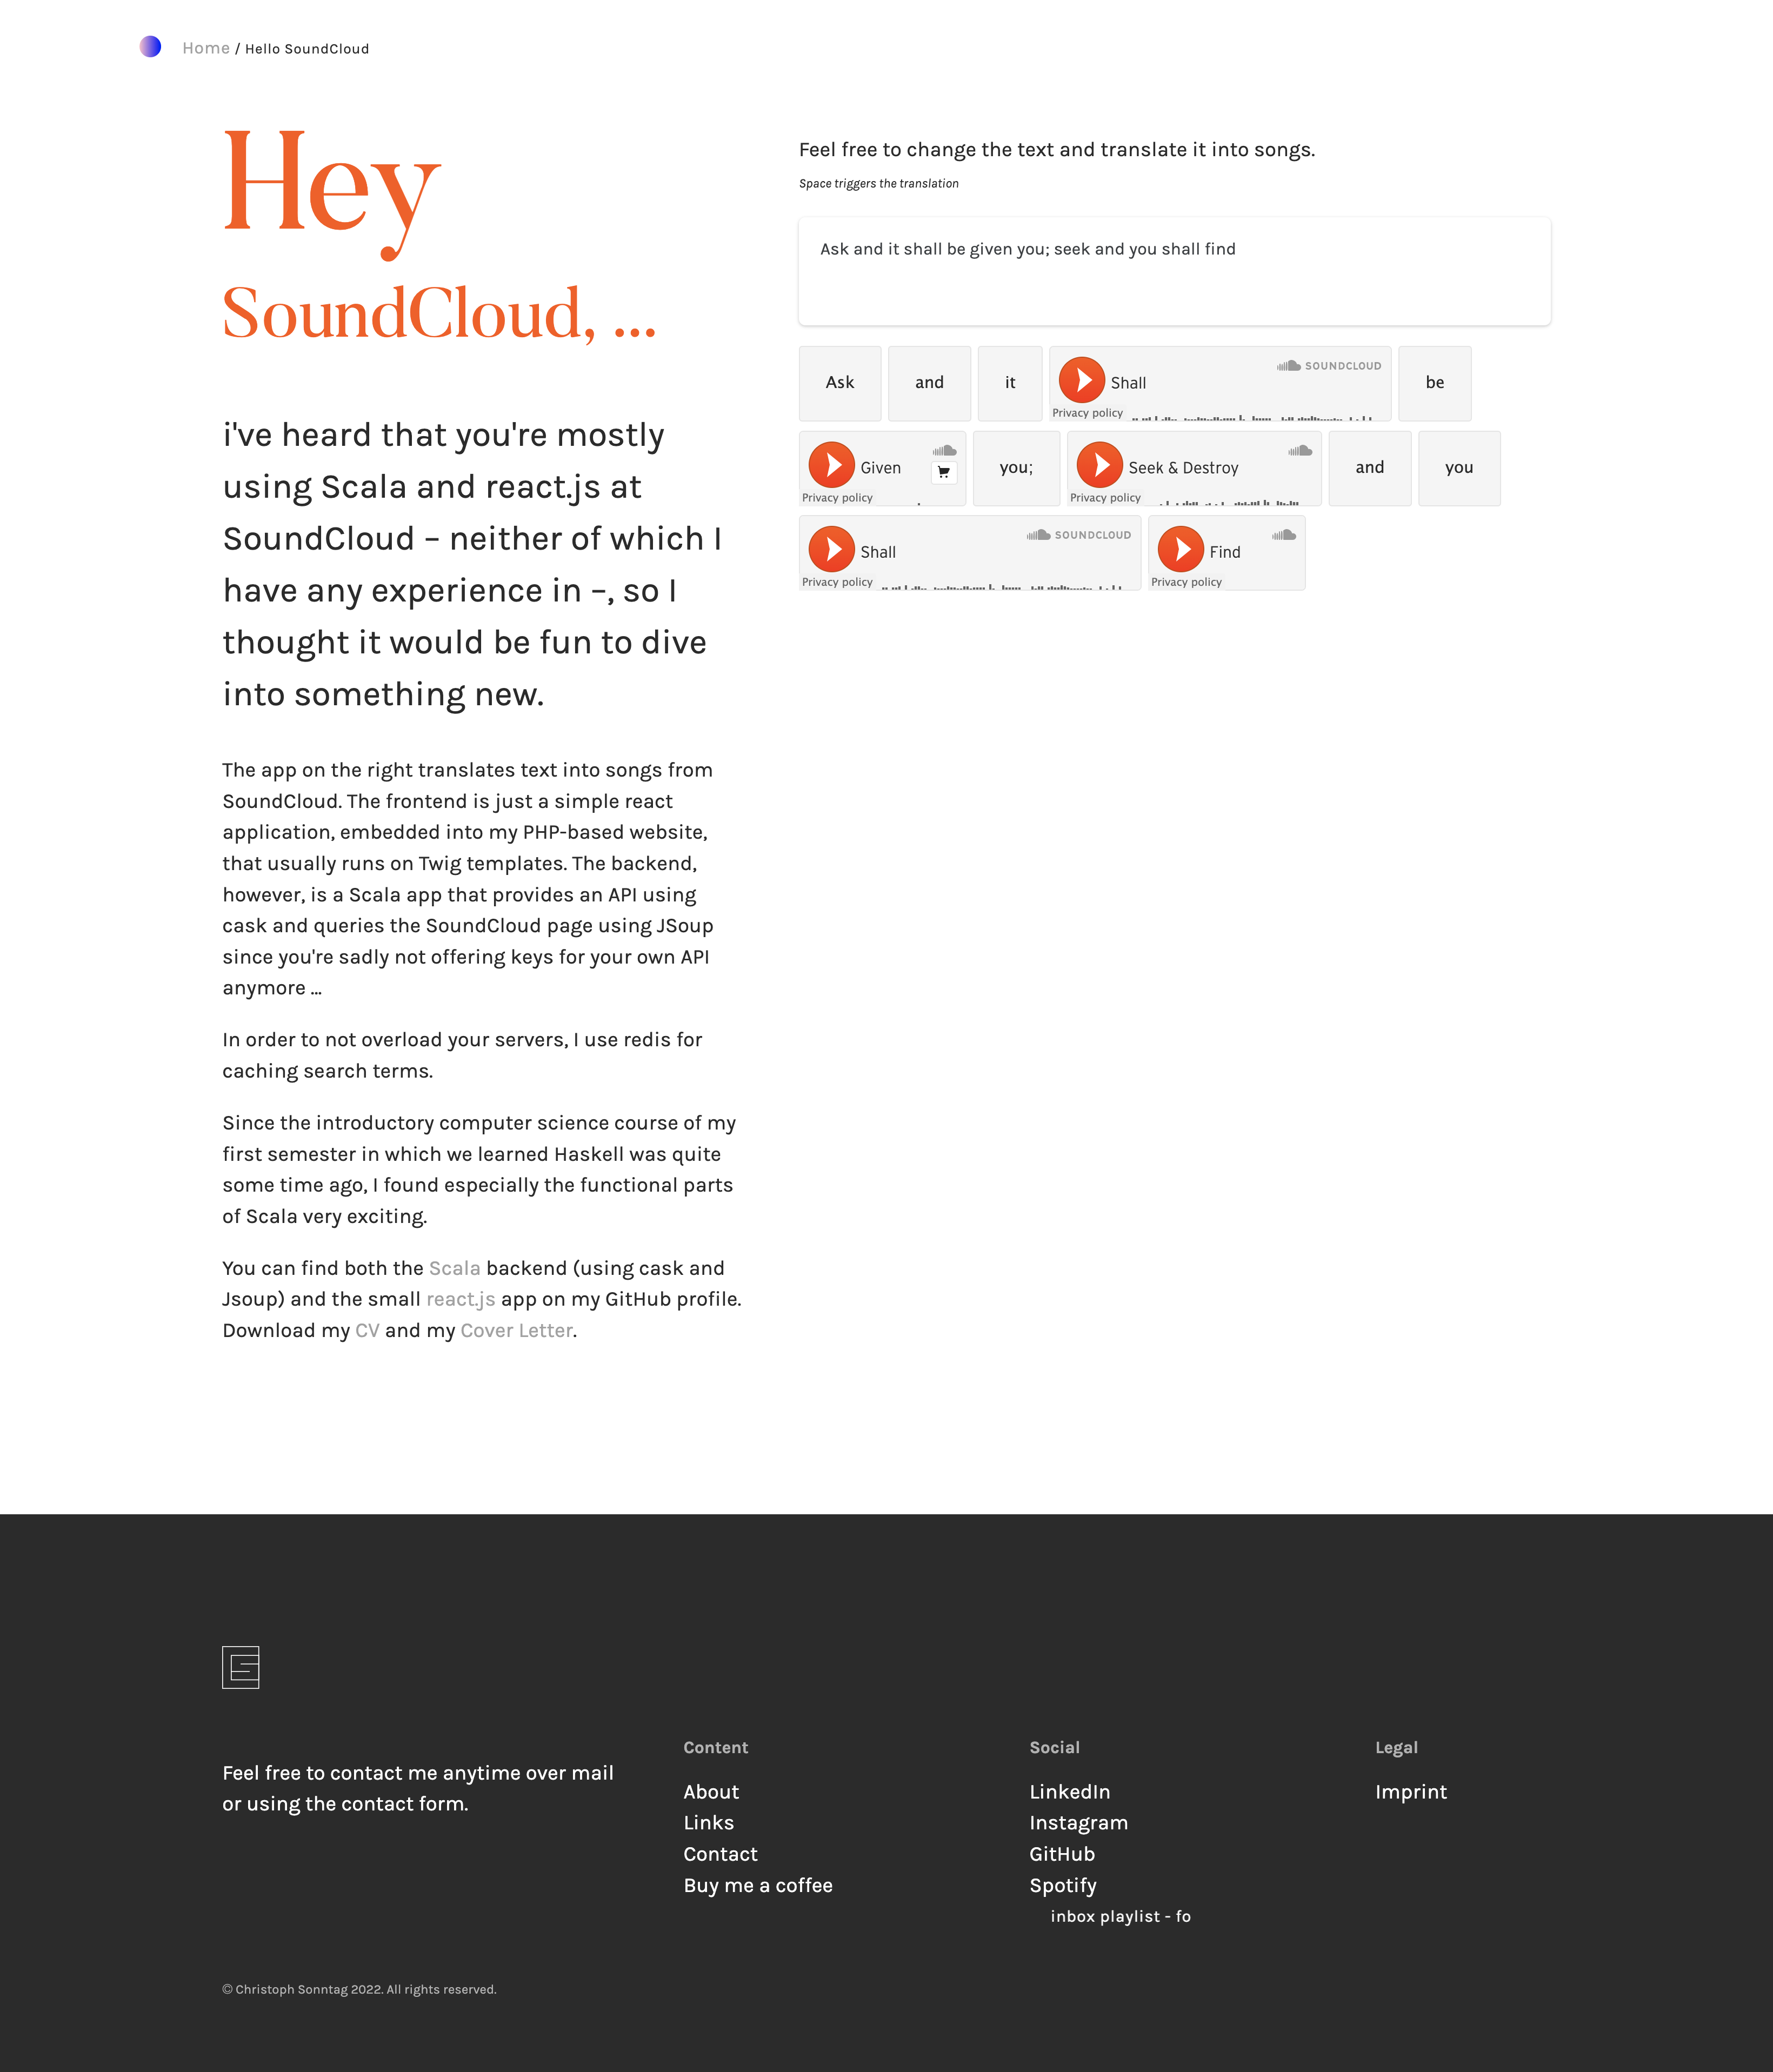 Home / Hello SoundCloud
Hey
SoundCloud, ...
i've heard that you're mostly
using Scala and react.js at
SoundCloud – neither of which I
have any experience in –, so I
thought it would be fun to dive
into something new.
The app on the right translates text into songs from
SoundCloud. The frontend is just a simple react
application, embedded into my PHP-based website,
that usually runs on Twig templates. The backend,
however, is a Scala app that provides an API using
cask and queries the SoundCloud page using JSoup
since you're sadly not offering keys for your own API
anymore ...
In order to not overload your servers, I use redis for
caching search terms.
Since the introductory computer science course of my
first semester in which we learned Haskell was quite
some time ago, I found especially the functional parts
of Scala very exciting.
You can find both the Scala backend (using cask and
Jsoup) and the small react.js app on my GitHub profile.
Download my CV and my Cover Letter.
Feel free to change the text and translate it into songs.
Space triggers the translation
Ask and it shall be given you; seek and you shall find
Ask
and
it
Shall
SOUNDCLOUD
Privacy policy
be
Given
Privacy policy
you;
Seek & Destroy
Privacy policy
and
you
Shall
SOUNDCLOUD
Privacy policy
Find
Privacy policy
Feel free to contact me anytime over mail
or using the contact form.
Content
About
Links
Contact
Buy me a coffee
Social
LinkedIn
Instagram
GitHub
Spotify
inbox playlist - fo
Legal
Imprint
© Christoph Sonntag 2022. All rights reserved.